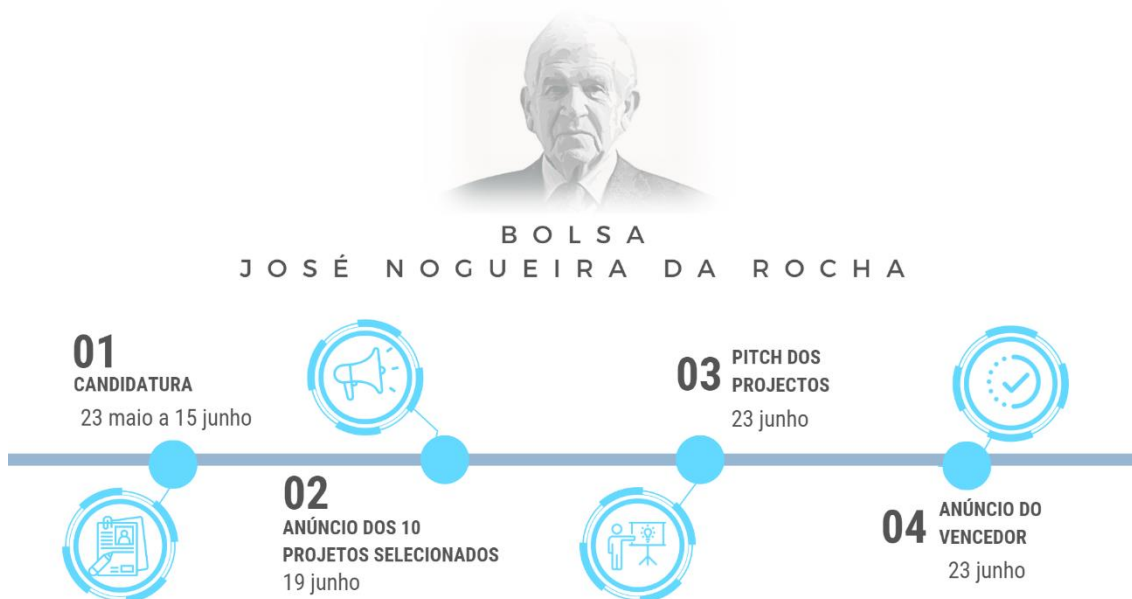 BOLSA
JOSÉ NOGUEIRA DA ROCHA
01
CANDIDATURA
23 maio a 15 junho
02
ANÚNCIO DOS 10
PROJETOS SELECIONADOS
19 junho
03
PITCH DOS
PROJECTOS
23 junho
04
ANÚNCIO DO
VENCEDOR
23 junho